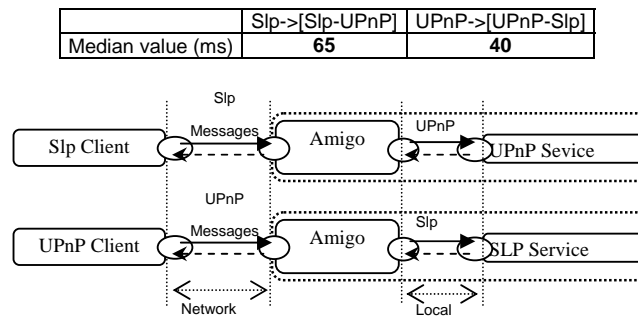 Slp->[Slp-UPnP] UPnP->[UPnP-Slp]
Median value (ms) 65 40
Slp
Messages
UPnP
Slp Client
Amigo
UPnP Sevice
UPnP
Messages
Slp
UPnP Client
Amigo
SLP Service
Network
Local